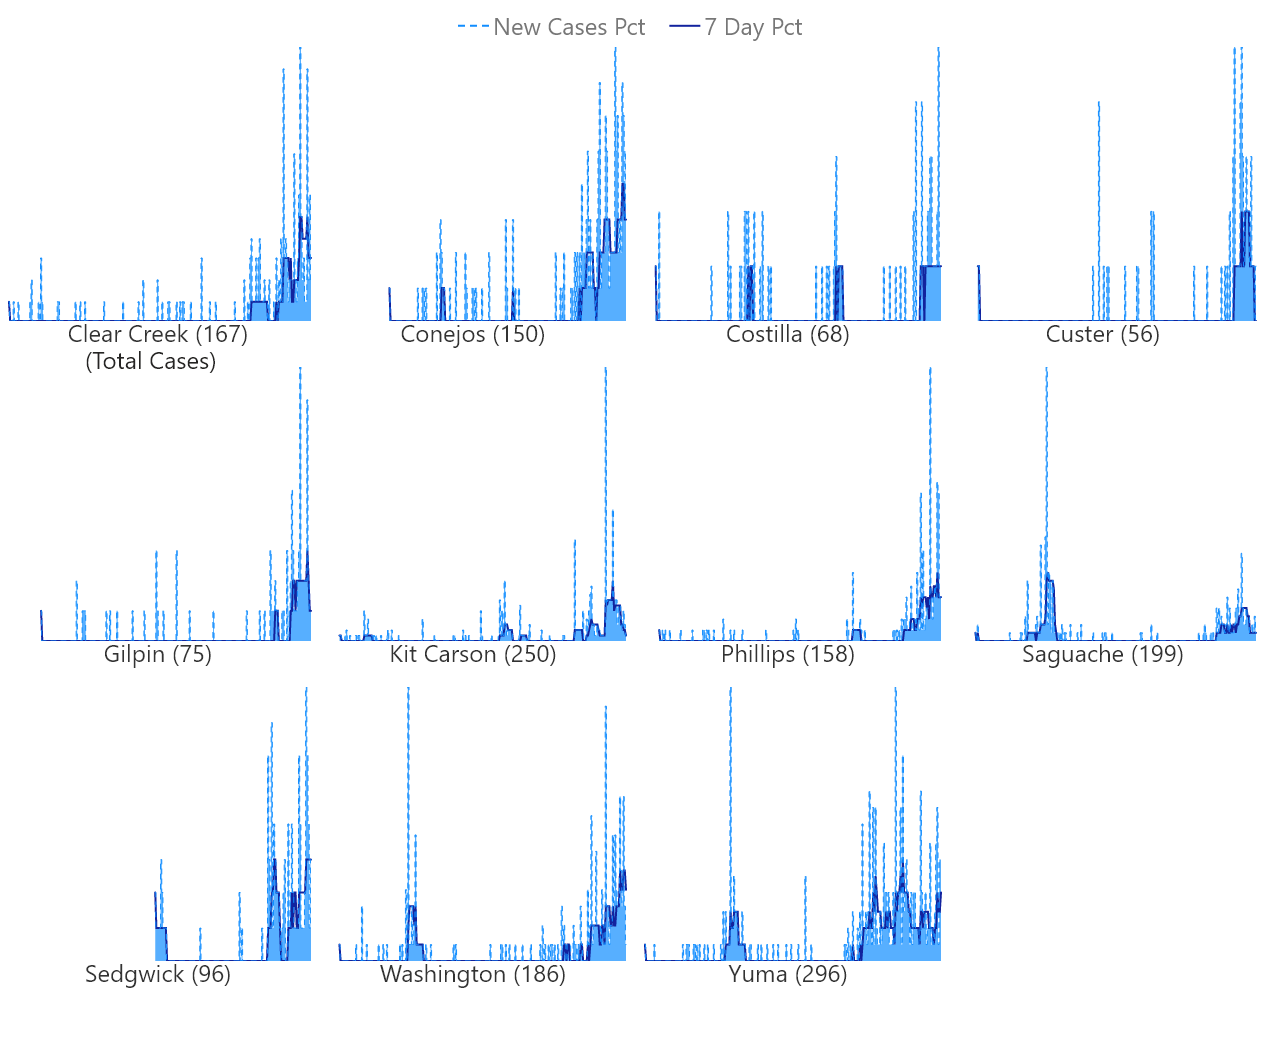 New Cases Pct 7 Day Pct
Clear Creek (167) Conejos (150) Costilla (68) Custer (56)
(Total Cases)
Gilpin (75) Kit Carson (250) Phillips (158) Saguache (199)
Sedgwick (96) Washington (186) Yuma (296)